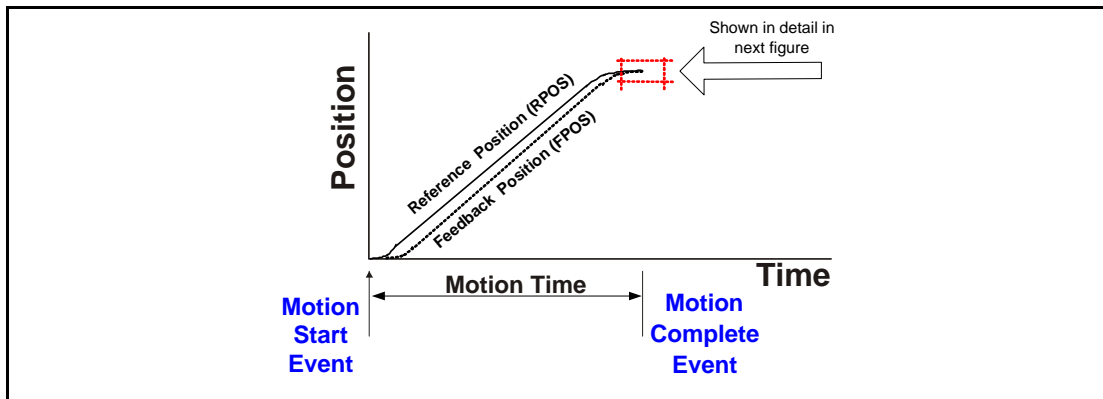 Shown in detail in
next figure
Position
Reference Position (RPOS)
Feedback Position (FPOS)
Time
Motion Time
Motion
Start
Event
Motion
Complete
Event